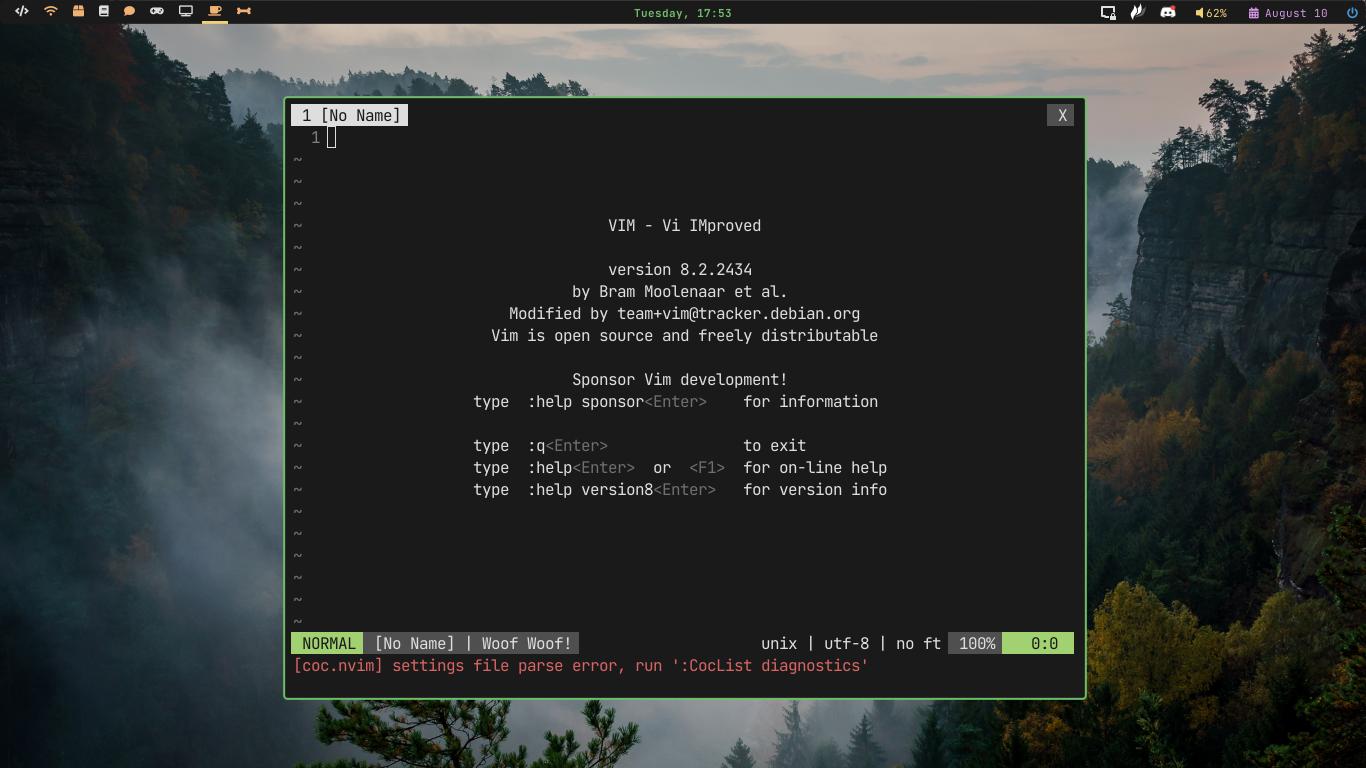 Tuesday, 17:53
62%
August 10
1 [No Name]
X
1
~
~
~
~
VIM - Vi IMproved
~
~
version 8.2.2434
~
by Bram Moolenaar et al.
~
Modified by team+vim@tracker.debian.org
~
Vim is open source and freely distributable
~
~
Sponsor Vim development!
~
type :help sponsor<Enter> for information
~
~
type :q<Enter> to exit
~
type :help<Enter> or <F1> for on-line help
~
type :help version8<Enter> for version info
~
~
~
~
~
~
NORMAL [No Name] | Woof Woof! unix | utf-8 | no ft 100% 0:0
[coc.nvim] settings file parse error, run ':CocList diagnostics'